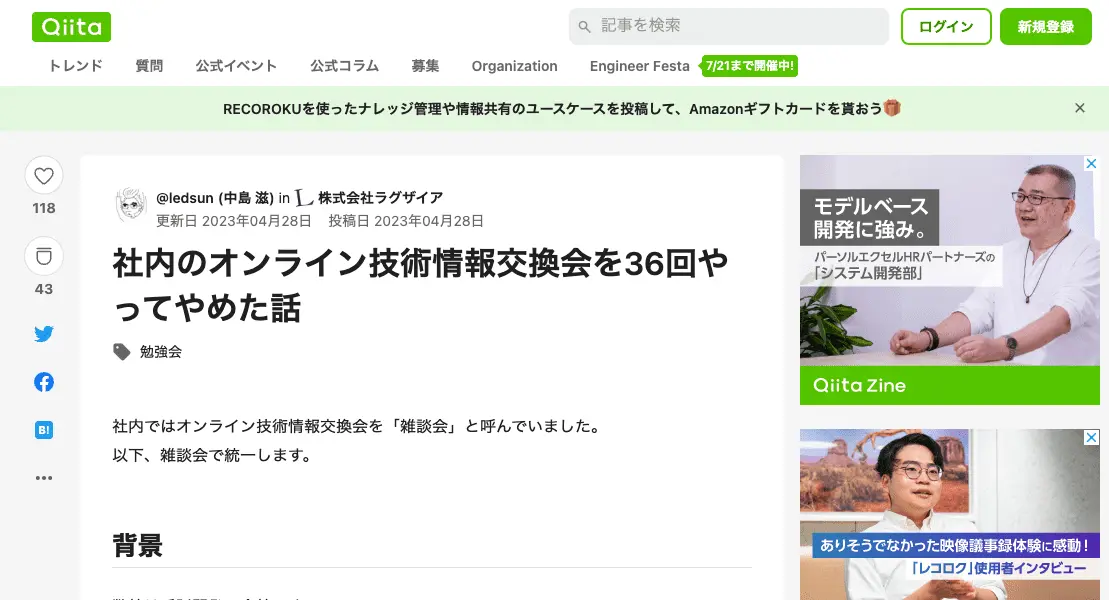 Qiita
記事を検索
ログイン
新規登録
トレンド 質問 公式イベント 公式コラム 募集 Organization Engineer Festa 7/21まで開催中!
RECOROKUを使ったナレッジ管理や情報共有のユースケースを投稿して、Amazonギフトカードを貰おう
118
43
B!
@ledsun (中島 滋) in L 株式会社ラグザイア
更新日 2023年04月28日 投稿日 2023年04月28日
社内のオンライン技術情報交換会を36回や
ってやめた話
勉強会
社内ではオンライン技術情報交換会を「雑談会」と呼んでいました。
以下、雑談会で統一します。
背景
モデルベース
開発に強み。
パーソルエクセルHRパートナーズの
「システム開発部」
Qiita Zine
ありそうでなかった映像議事録体験に感動!
「レコロク」使用者インタビュー